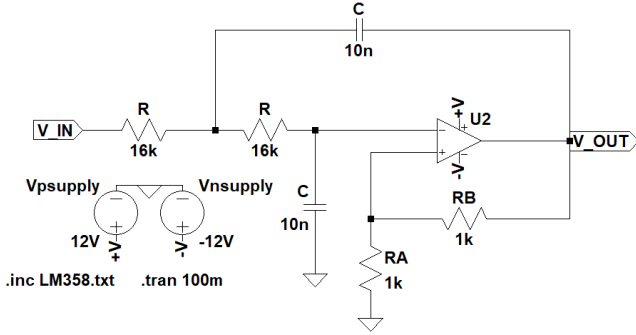 C
10n
V_IN
R
16k
R
16k
+V
U2
-V
V_OUT
C
10n
RB
1k
RA
1k
Vpsupply
12V
+V
Vnsupply
-12V
-V
.inc LM358.txt
.tran 100m